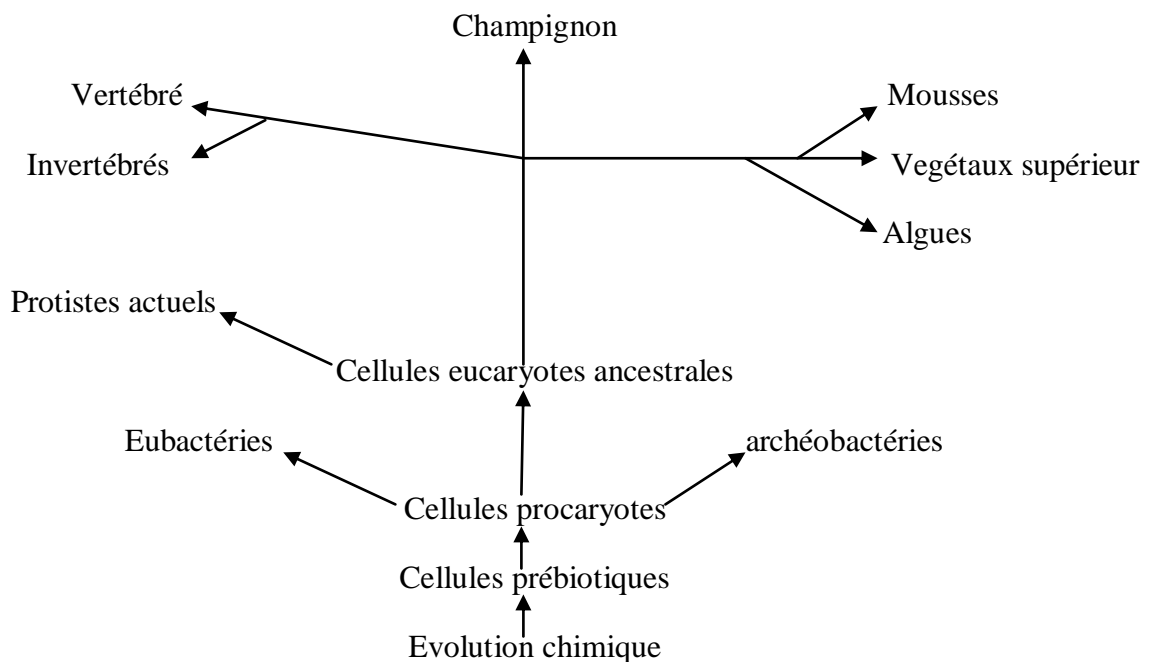 Champignon
Vertébré
Mousses
Invertébrés
Vegétaux supérieur
Algues
Protistes actuels
Cellules eucaryotes ancestrales
Eubactéries
archéobactéries
Cellules procaryotes
Cellules prébiotiques
Evolution chimique